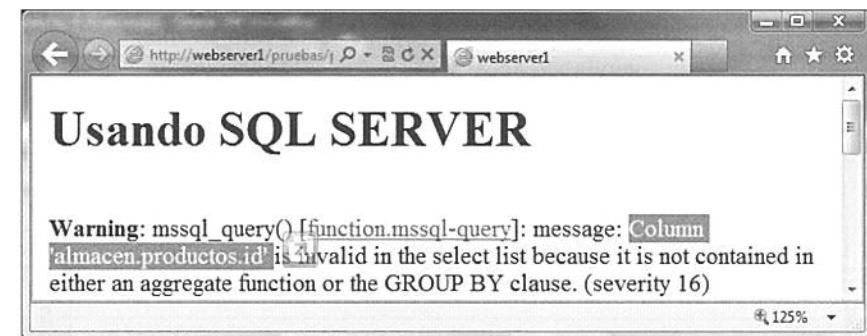 http://webserver1/pruebas/
webserver1
Usando SQL SERVER
Warning: mssql_query() [function.mssql-query]: message: Column
'almacen.productos.id' is invalid in the select list because it is not contained in
either an aggregate function or the GROUP BY clause. (severity 16)
125%